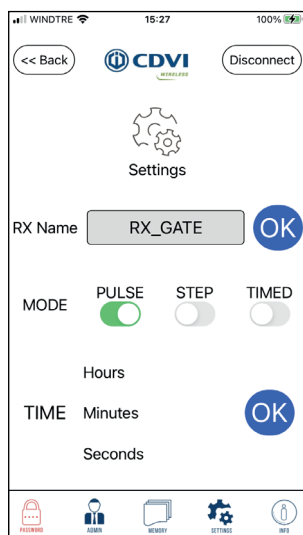 WINDTRE 15:27 100%
<< Back CDVI Disconnect
WIRELESS
Settings
RX Name RX_GATE OK
PULSE STEP TIMED
MODE
Hours
TIME Minutes OK
Seconds
PASSWORD ADMIN MEMORY SETTINGS INFO